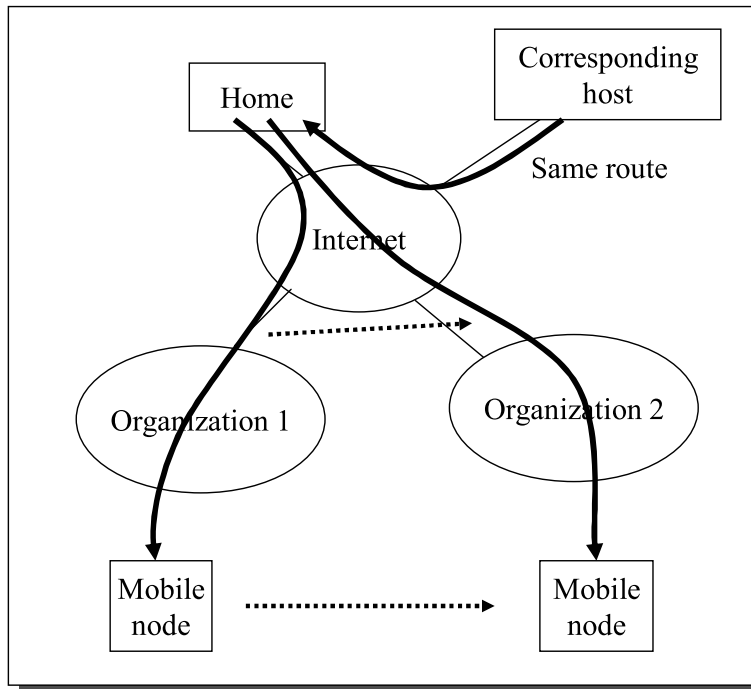 Home
Corresponding
host
Same route
Internet
Organization 1
Organization 2
Mobile
node
Mobile
node